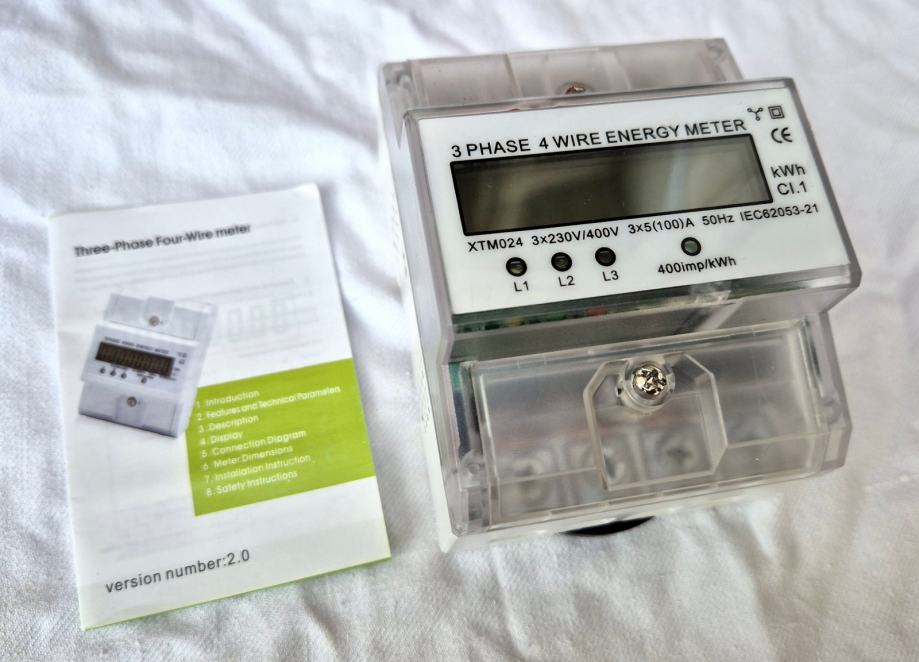 Three-Phase Four-Wire meter
1. Introduction
2. Features and Technical Parameters
3. Description
4. Display
5. Connection Diagram
6. Meter Dimensions
7. Installation Instruction
8. Safety Instructions
version number:2.0
3 PHASE 4 WIRE ENERGY METER
CE
kWh
Cl.1
XTM024 3x230V/400V 3x5(100)A 50Hz IEC62053-21
L1 L2 L3 400imp/kWh